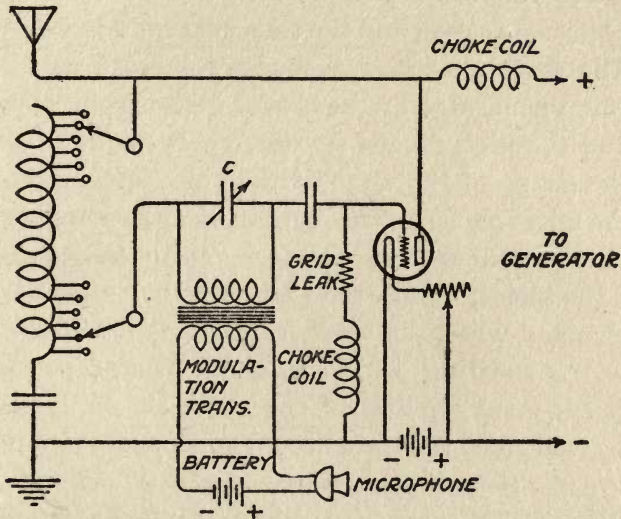 CHOKE COIL
+
C
TO
GENERATOR
GRID
LEAK
CHOKE
COIL
MODULA-
TION
TRANS.
-
BATTERY
- +
- +
MICROPHONE